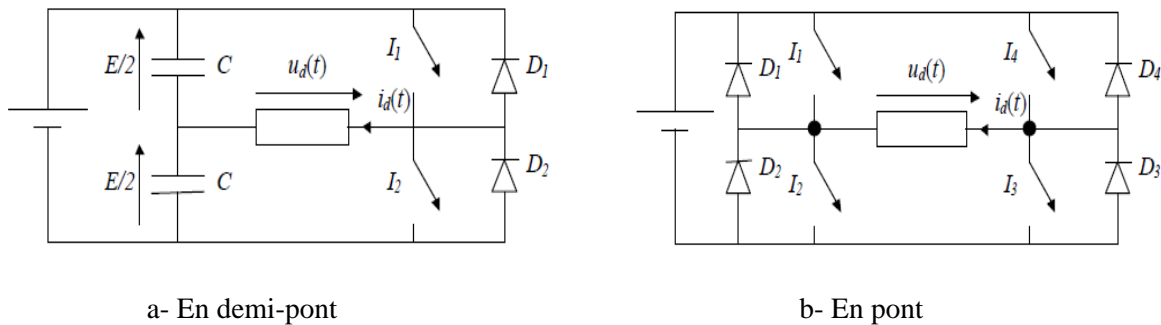 E/2
C
u_d(t)
i_d(t)
I_1
D_1
E/2
C
I_2
D_2
a- En demi-pont
D_1
I_1
u_d(t)
i_d(t)
I_4
D_4
D_2
I_2
I_3
D_3
b- En pont